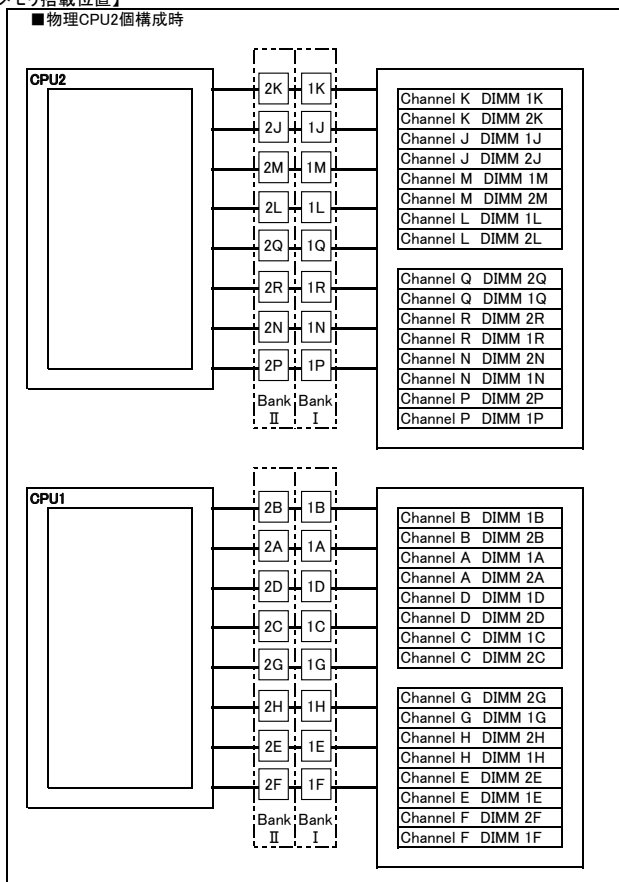 メモリ搭載位置】
■物理CPU2個構成時
CPU2
2K 1K
2J 1J
2M 1M
2L 1L
2Q 1Q
2R 1R
2N 1N
2P 1P
Bank Bank
Ⅱ Ⅰ
Channel K DIMM 1K
Channel K DIMM 2K
Channel J DIMM 1J
Channel J DIMM 2J
Channel M DIMM 1M
Channel M DIMM 2M
Channel L DIMM 1L
Channel L DIMM 2L
Channel Q DIMM 2Q
Channel Q DIMM 1Q
Channel R DIMM 2R
Channel R DIMM 1R
Channel N DIMM 2N
Channel N DIMM 1N
Channel P DIMM 2P
Channel P DIMM 1P
CPU1
2B 1B
2A 1A
2D 1D
2C 1C
2G 1G
2H 1H
2E 1E
2F 1F
Bank Bank
Ⅱ Ⅰ
Channel B DIMM 1B
Channel B DIMM 2B
Channel A DIMM 1A
Channel A DIMM 2A
Channel D DIMM 1D
Channel D DIMM 2D
Channel C DIMM 1C
Channel C DIMM 2C
Channel G DIMM 2G
Channel G DIMM 1G
Channel H DIMM 2H
Channel H DIMM 1H
Channel E DIMM 2E
Channel E DIMM 1E
Channel F DIMM 2F
Channel F DIMM 1F